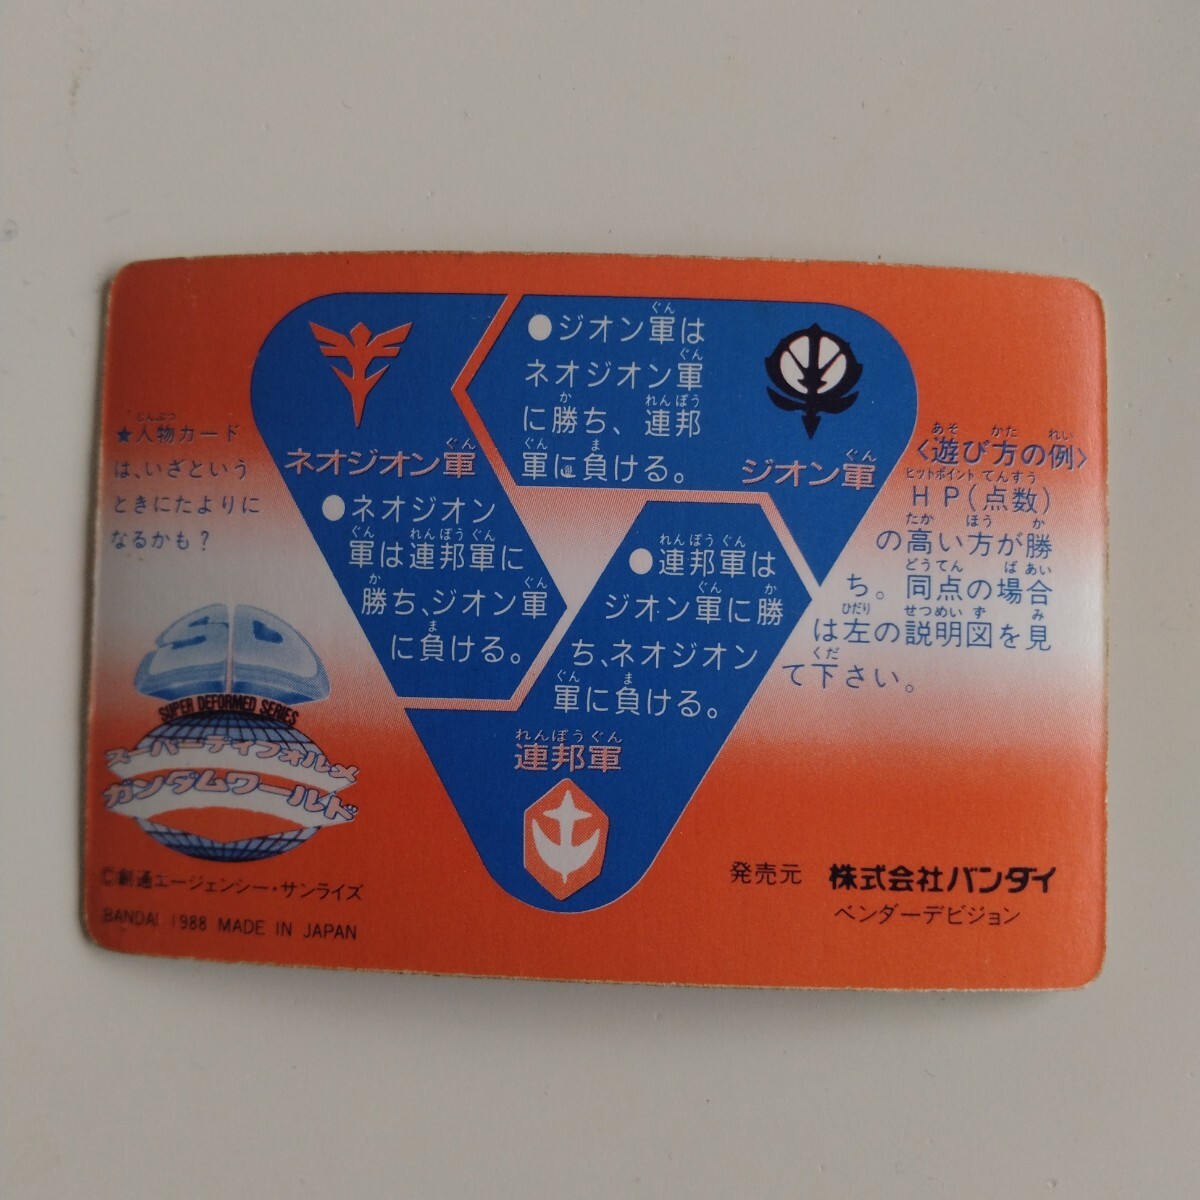 ★人物カード
は、いざという
ときにたよりに
なるかも?
ネオジオン軍
●ジオン軍は
ネオジオン軍
に勝ち、連邦
軍に負ける。
ジオン軍
●ネオジオン
軍は連邦軍に
勝ち、ジオン軍
に負ける。
●連邦軍は
ジオン軍に勝
ち、ネオジオン
軍に負ける。
連邦軍
〈遊び方の例〉
HP(点数)
の高い方が勝
ち。同点の場合
は左の説明図を見
て下さい。
SD
SUPER DEFORMED SERIES
スーパーディフォルメ
ガンダムワールド
©創通エージェンシー・サンライズ
BANDAI 1988 MADE IN JAPAN
発売元 株式会社バンダイ
ベンダーデビジョン